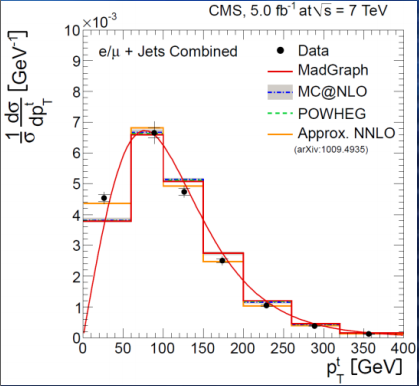 CMS, 5.0 fb⁻¹ at √s = 7 TeV
×10⁻³
e/μ + Jets Combined
Data
MadGraph
MC@NLO
POWHEG
Approx. NNLO
(arXiv:1009.4935)
1/σ dσ/dp_T^t [GeV⁻¹]
10
9
8
7
6
5
4
3
2
1
0
0 50 100 150 200 250 300 350 400
p_T^t [GeV]